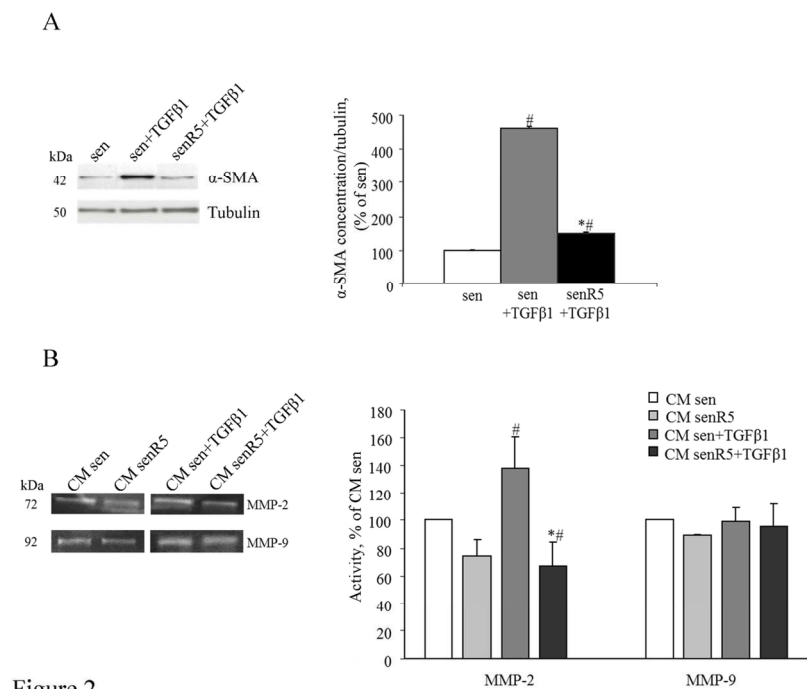 A
sen
sen+TGFβ1
senR5+TGFβ1
kDa
42
α-SMA
50
Tubulin
α-SMA concentration/tubulin,
(% of sen)
500
400
300
200
100
0
#
*#
sen
sen
+TGFβ1
senR5
+TGFβ1
B
CM sen
CM senR5
CM sen+TGFβ1
CM senR5+TGFβ1
kDa
72
MMP-2
92
MMP-9
Activity, % of CM sen
180
160
140
120
100
80
60
40
20
0
#
*#
CM sen
CM senR5
CM sen+TGFβ1
CM senR5+TGFβ1
MMP-2
MMP-9
Figure 2